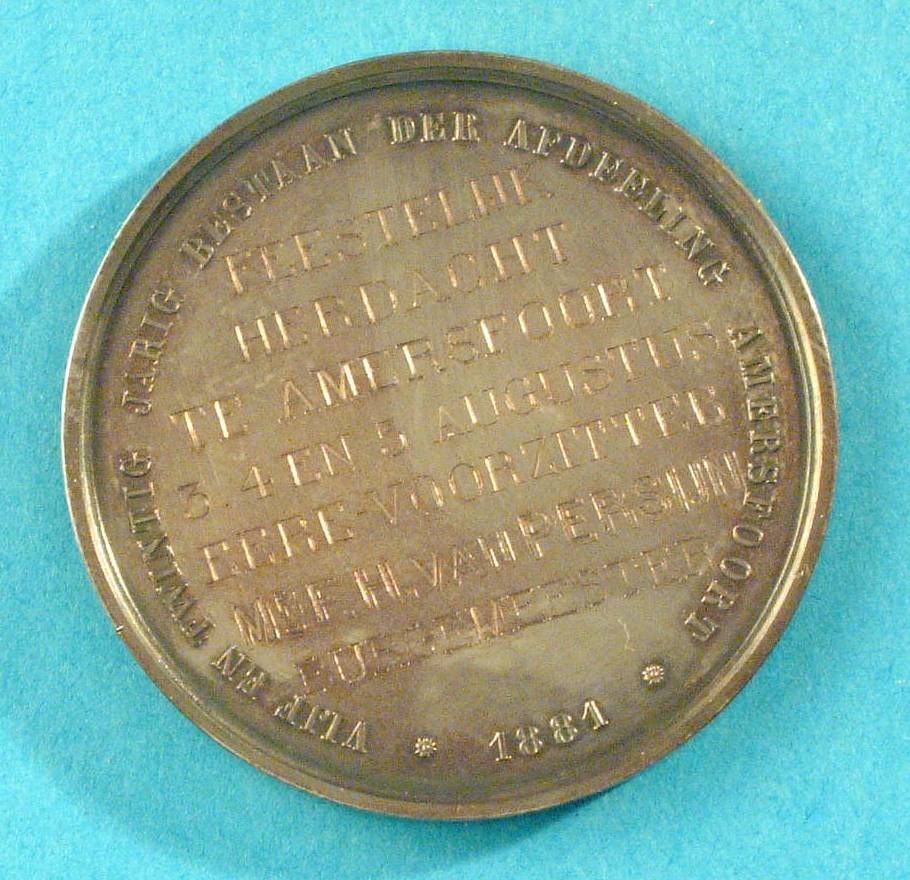 VIJF EN TWINTIG JARIG BESTAAN DER AFDEELING AMERSFOORT
1881
FEESTELIJK
HERDACHT
TE AMERSFOORT
3.4 EN 5 AUGUSTUS
EERE-VOORZITTER
MR F.H. VAN PERSIJN
BURGEMEESTER